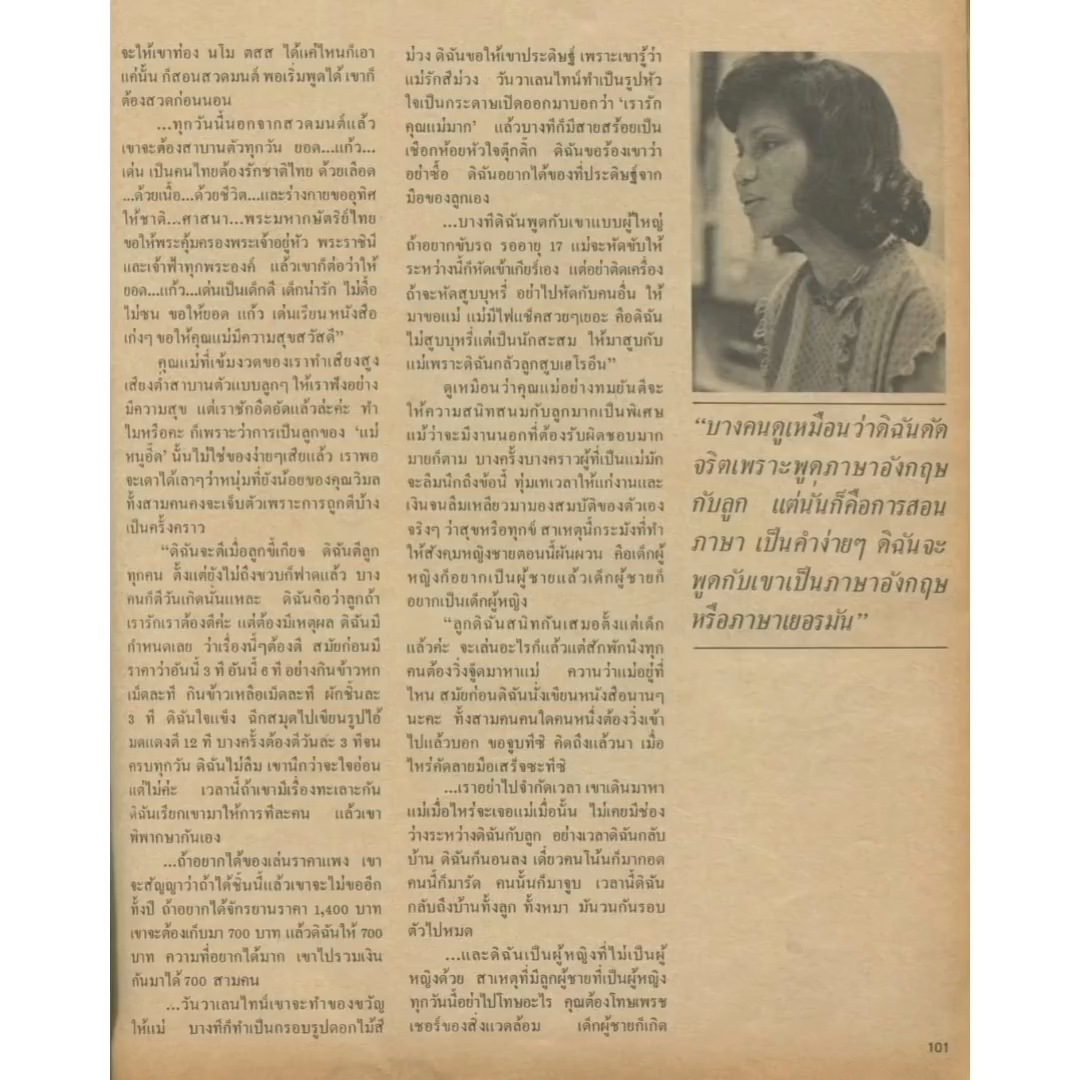 จะให้เขาท่อง นโม ตสส ได้แค่ไหนก็เอา
แค่นั้น ก็สอนสวดมนต์ พอเริ่มพูดได้ เขาก็
ต้องสวดก่อนนอน
...ทุกวันนี้นอกจากสวดมนต์แล้ว
เขาจะต้องสาบานตัวทุกวัน ยอด...แก้ว...
เด่น เป็นคนไทยต้องรักชาติไทย ด้วยเลือด
...ด้วยเนื้อ...ด้วยชีวิต...และร่างกายขออุทิศ
ให้ชาติ...ศาสนา...พระมหากษัตริย์ไทย
ขอให้พระคุ้มครองพระเจ้าอยู่หัว พระราชินี
และเจ้าฟ้าทุกพระองค์ แล้วเขาก็ต่อว่าให้
ยอด...แก้ว...เด่นเป็นเด็กดี เด็กน่ารัก ไม่ดื้อ
ไม่ซน ขอให้ยอด แก้ว เด่นเรียนหนังสือ
เก่งๆ ขอให้คุณแม่มีความสุขสวัสดี”
คุณแม่ที่เข้มงวดของเราทำเสียงสูง
เสียงต่ำสาบานตัวแบบลูกๆ ให้เราฟังอย่าง
มีความสุข แต่เราชักอึดอัดแล้วล่ะค่ะ ทำ
ไมหรือคะ ก็เพราะว่าการเป็นลูกของ ‘แม่
หนูอี๊ด’ นั้นไม่ใช่ของง่ายๆเสียแล้ว เราพอ
จะเดาได้เลาๆว่าหนุ่มที่ยังน้อยของคุณวิมล
ทั้งสามคนคงจะเจ็บตัวเพราะการถูกตีบ้าง
เป็นครั้งคราว
“ดิฉันจะตีเมื่อลูกขี้เกียจ ดิฉันตีลูก
ทุกคน ตั้งแต่ยังไม่ถึงขวบก็ฟาดแล้ว บาง
คนก็ตีวันเกิดนั่นแหละ ดิฉันถือว่าลูกถ้า
เรารักเราต้องตีค่ะ แต่ต้องมีเหตุผล ดิฉันมี
กำหนดเลย ว่าเรื่องนี้ๆต้องตี สมัยก่อนมี
ราคาว่าอันนี้ 3 ที อันนี้ 6 ที อย่างกินข้าวหก
เม็ดละที กินข้าวเหลือเม็ดละที ผักชิ้นละ
3 ที ดิฉันใจแข็ง ฉีกสมุดไปเขียนรูปไอ้
มดแดงตี 12 ที บางครั้งต้องตีวันละ 3 ทีจน
ครบทุกวัน ดิฉันไม่ลืม เขานึกว่าจะใจอ่อน
แต่ไม่ค่ะ เวลานี้ถ้าเขามีเรื่องทะเลาะกัน
ดิฉันเรียกเขามาให้การทีละคน แล้วเขา
พิพากษากันเอง
...ถ้าอยากได้ของเล่นราคาแพง เขา
จะสัญญาว่าถ้าได้ชิ้นนี้แล้วเขาจะไม่ขออีก
ทั้งปี ถ้าอยากได้จักรยานราคา 1,400 บาท
เขาจะต้องเก็บมา 700 บาท แล้วดิฉันให้ 700
บาท ความที่อยากได้มาก เขาไปรวมเงิน
กันมาได้ 700 สามคน
...วันวาเลนไทน์เขาจะทำของขวัญ
ให้แม่ บางทีก็ทำเป็นกรอบรูปดอกไม้สี
ม่วง ดิฉันขอให้เขาประดิษฐ์ เพราะเขารู้ว่า
แม่รักสีม่วง วันวาเลนไทน์ทำเป็นรูปหัว
ใจเป็นกระดาษเปิดออกมาบอกว่า ‘เรารัก
คุณแม่มาก’ แล้วบางทีก็มีสายสร้อยเป็น
เชือกห้อยหัวใจตุ๊กติ๊ก ดิฉันขอร้องเขาว่า
อย่าซื้อ ดิฉันอยากได้ของที่ประดิษฐ์จาก
มือของลูกเอง
...บางทีดิฉันพูดกับเขาแบบผู้ใหญ่
ถ้าอยากขับรถ รออายุ 17 แม่จะหัดขับให้
ระหว่างนี้ก็หัดเข้าเกียร์เอง แต่อย่าติดเครื่อง
ถ้าจะหัดสูบบุหรี่ อย่าไปหัดกับคนอื่น ให้
มาขอแม่ แม่มีไฟแช็คสวยๆเยอะ คือดิฉัน
ไม่สูบบุหรี่แต่เป็นนักสะสม ให้มาสูบกับ
แม่เพราะดิฉันกลัวลูกสูบเฮโรอีน”
ดูเหมือนว่าคุณแม่อย่างทมยันตีจะ
ให้ความสนิทสนมกับลูกมากเป็นพิเศษ
แม้ว่าจะมีงานนอกที่ต้องรับผิดชอบมาก
มายก็ตาม บางครั้งบางคราวผู้ที่เป็นแม่มัก
จะลืมนึกถึงข้อนี้ ทุ่มเทเวลาให้แก่งานและ
เงินจนลืมเหลียวมามองสมบัติของตัวเอง
จริงๆ ว่าสุขหรือทุกข์ สาเหตุนี้กระมังที่ทำ
ให้สังคมหญิงชายตอนนี้ผันผวน คือเด็กผู้
หญิงก็อยากเป็นผู้ชายแล้วเด็กผู้ชายก็
อยากเป็นเด็กผู้หญิง
“ลูกดิฉันสนิทกันเสมอตั้งแต่เด็ก
แล้วค่ะ จะเล่นอะไรก็แล้วแต่สักพักนึงทุก
คนต้องวิ่งจู๊ดมาหาแม่ ควานว่าแม่อยู่ที่
ไหน สมัยก่อนดิฉันนั่งเขียนหนังสือนานๆ
นะคะ ทั้งสามคนคนใดคนหนึ่งต้องวิ่งเข้า
ไปแล้วบอก ขอจูบทีซิ คิดถึงแล้วนา เมื่อ
ไหร่คัดลายมือเสร็จซะทีซิ
...เราอย่าไปจำกัดเวลา เขาเดินมาหา
แม่เมื่อไหร่จะเจอแม่เมื่อนั้น ไม่เคยมีช่อง
ว่างระหว่างดิฉันกับลูก อย่างเวลาดิฉันกลับ
บ้าน ดิฉันก็นอนลง เดี๋ยวคนโน้นก็มากอด
คนนี้ก็มารัด คนนั้นก็มาจูบ เวลานี้ดิฉัน
กลับถึงบ้านทั้งลูก ทั้งหมา มันวนกันรอบ
ตัวไปหมด
...และดิฉันเป็นผู้หญิงที่ไม่เป็นผู้
หญิงด้วย สาเหตุที่มีลูกผู้ชายที่เป็นผู้หญิง
ทุกวันนี้อย่าไปโทษอะไร คุณต้องโทษเพรช
เชอร์ของสิ่งแวดล้อม เด็กผู้ชายก็เกิด
“บางคนดูเหมือนว่าดิฉันดัด
จริตเพราะพูดภาษาอังกฤษ
กับลูก แต่นั่นก็คือการสอน
ภาษา เป็นคำง่ายๆ ดิฉันจะ
พูดกับเขาเป็นภาษาอังกฤษ
หรือภาษาเยอรมัน”
101